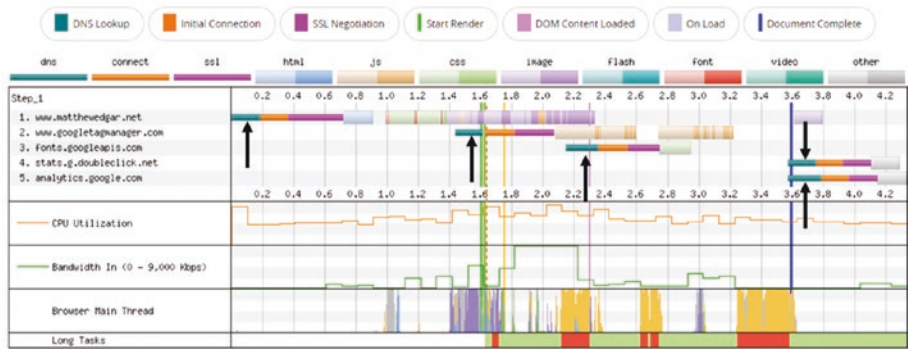 DNS Lookup Initial Connection SSL Negotiation Start Render DOM Content Loaded On Load Document Complete
dns connect ssl html js css image flash font video other
Step_1
0.2 0.4 0.6 0.8 1.0 1.2 1.4 1.6 1.8 2.0 2.2 2.4 2.6 2.8 3.0 3.2 3.4 3.6 3.8 4.0 4.2
1. www.matthewedgar.net
2. www.googletagmanager.com
3. fonts.googleapis.com
4. stats.g.doubleclick.net
5. analytics.google.com
0.2 0.4 0.6 0.8 1.0 1.2 1.4 1.6 1.8 2.0 2.2 2.4 2.6 2.8 3.0 3.2 3.4 3.6 3.8 4.0 4.2
CPU Utilization
Bandwidth In (0 - 9,000 Kbps)
Browser Main Thread
Long Tasks